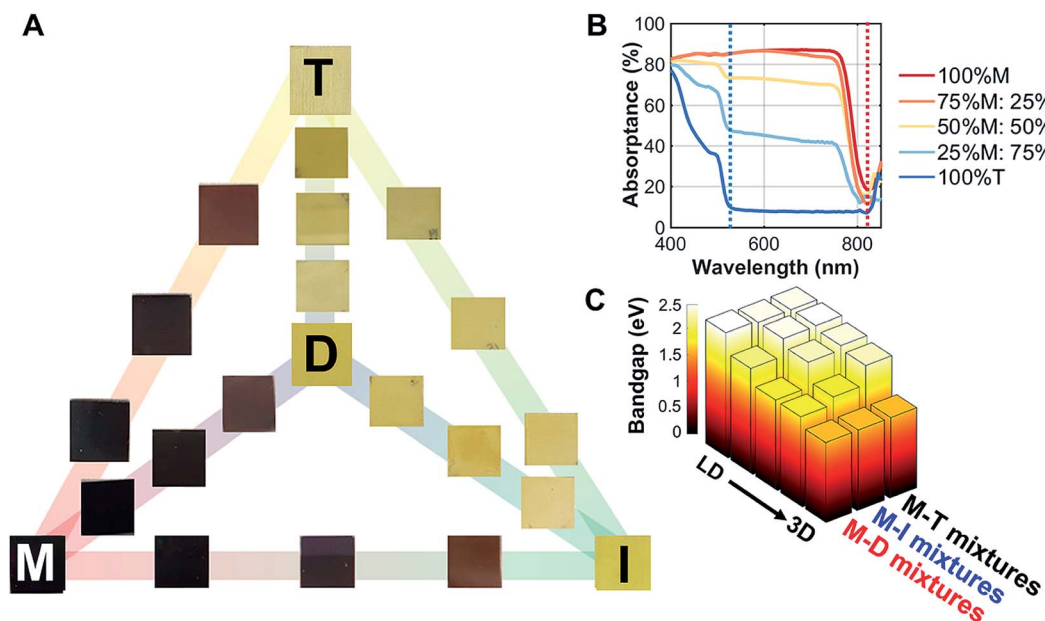 A
T
D
M
I
B
Absorptance (%)
100
80
60
40
20
0
400
600
800
Wavelength (nm)
100%M
75%M: 25%
50%M: 50%
25%M: 75%
100%T
C
Bandgap (eV)
2.5
2
1.5
1
0.5
0
LD
3D
M-T mixtures
M-I mixtures
M-D mixtures